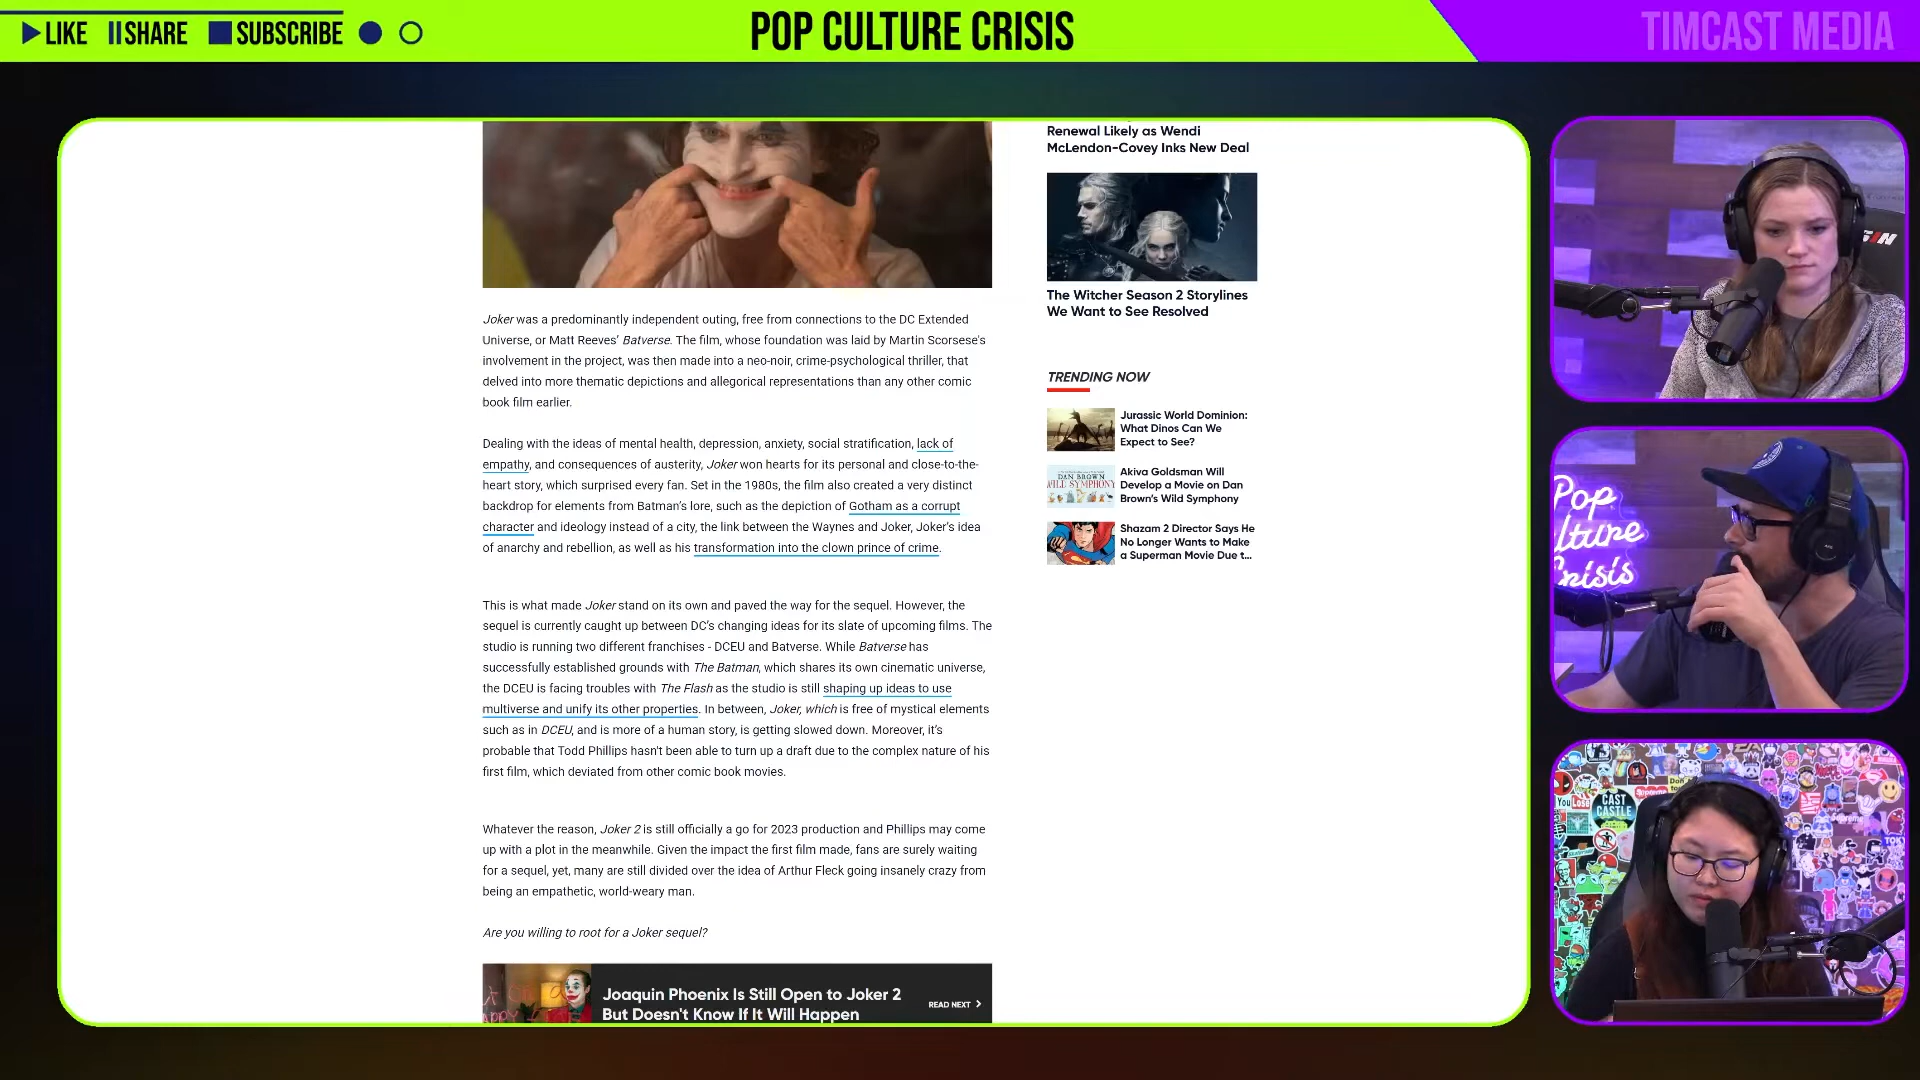 LIKE SHARE SUBSCRIBE
POP CULTURE CRISIS
TIMCAST MEDIA
Joker was a predominantly independent outing, free from connections to the DC Extended
Universe, or Matt Reeves’ Batverse. The film, whose foundation was laid by Martin Scorsese's
involvement in the project, was then made into a neo-noir, crime-psychological thriller, that
delved into more thematic depictions and allegorical representations than any other comic
book film earlier.
Dealing with the ideas of mental health, depression, anxiety, social stratification, lack of
empathy, and consequences of austerity, Joker won hearts for its personal and close-to-the-
heart story, which surprised every fan. Set in the 1980s, the film also created a very distinct
backdrop for elements from Batman’s lore, such as the depiction of Gotham as a corrupt
character and ideology instead of a city, the link between the Waynes and Joker, Joker’s idea
of anarchy and rebellion, as well as his transformation into the clown prince of crime.
This is what made Joker stand on its own and paved the way for the sequel. However, the
sequel is currently caught up between DC’s changing ideas for its slate of upcoming films. The
studio is running two different franchises - DCEU and Batverse. While Batverse has
successfully established grounds with The Batman, which shares its own cinematic universe,
the DCEU is facing troubles with The Flash as the studio is still shaping up ideas to use
multiverse and unify its other properties. In between, Joker, which is free of mystical elements
such as in DCEU, and is more of a human story, is getting slowed down. Moreover, it’s
probable that Todd Phillips hasn't been able to turn up a draft due to the complex nature of his
first film, which deviated from other comic book movies.
Whatever the reason, Joker 2 is still officially a go for 2023 production and Phillips may come
up with a plot in the meanwhile. Given the impact the first film made, fans are surely waiting
for a sequel, yet, many are still divided over the idea of Arthur Fleck going insanely crazy from
being an empathetic, world-weary man.
Are you willing to root for a Joker sequel?
Joaquin Phoenix Is Still Open to Joker 2
But Doesn't Know If It Will Happen
READ NEXT
Renewal Likely as Wendi
McLendon-Covey Inks New Deal
The Witcher Season 2 Storylines
We Want to See Resolved
TRENDING NOW
Jurassic World Dominion:
What Dinos Can We
Expect to See?
DAN BROWN
WILD SYMPHONY
Akiva Goldsman Will
Develop a Movie on Dan
Brown’s Wild Symphony
Shazam 2 Director Says He
No Longer Wants to Make
a Superman Movie Due t...
Pop
lture
Crisis
You Lose
CAST
CASTLE
Supreme